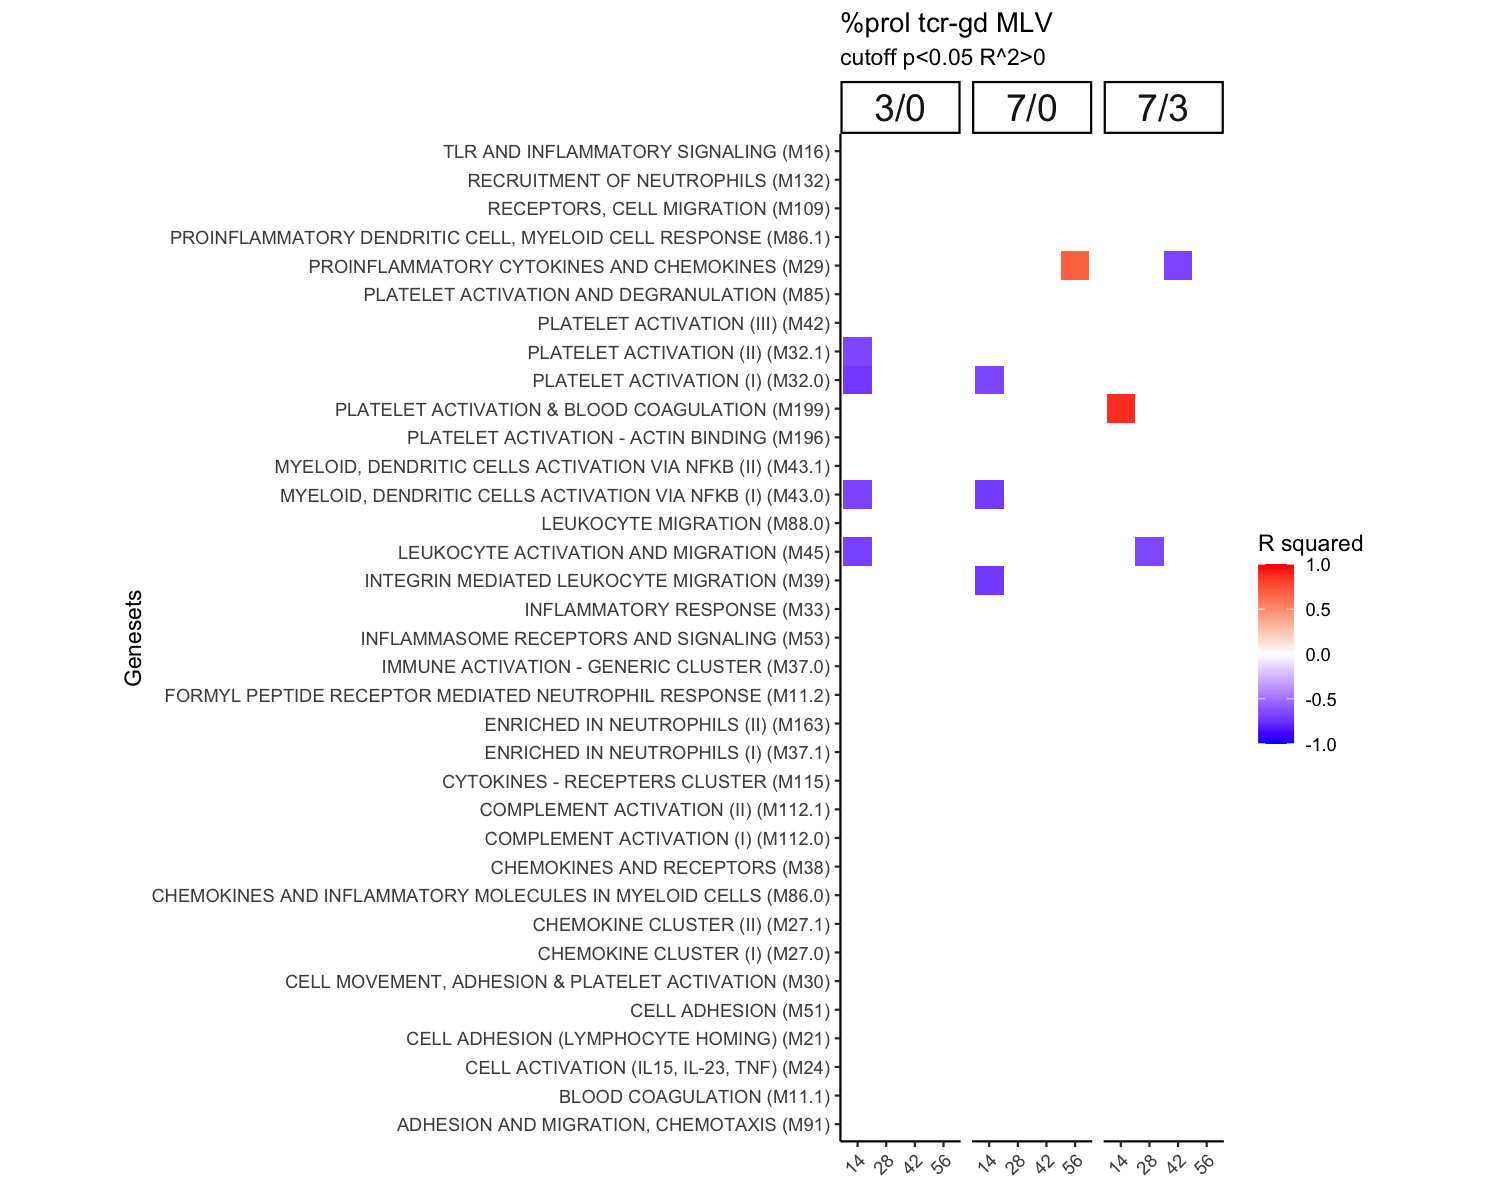 %prol tcr-gd MLV
cutoff p<0.05 R^2>0
3/0 7/0 7/3
TLR AND INFLAMMATORY SIGNALING (M16)
RECRUITMENT OF NEUTROPHILS (M132)
RECEPTORS, CELL MIGRATION (M109)
PROINFLAMMATORY DENDRITIC CELL, MYELOID CELL RESPONSE (M86.1)
PROINFLAMMATORY CYTOKINES AND CHEMOKINES (M29)
PLATELET ACTIVATION AND DEGRANULATION (M85)
PLATELET ACTIVATION (III) (M42)
PLATELET ACTIVATION (II) (M32.1)
PLATELET ACTIVATION (I) (M32.0)
PLATELET ACTIVATION & BLOOD COAGULATION (M199)
PLATELET ACTIVATION - ACTIN BINDING (M196)
MYELOID, DENDRITIC CELLS ACTIVATION VIA NFKB (II) (M43.1)
MYELOID, DENDRITIC CELLS ACTIVATION VIA NFKB (I) (M43.0)
LEUKOCYTE MIGRATION (M88.0)
LEUKOCYTE ACTIVATION AND MIGRATION (M45)
INTEGRIN MEDIATED LEUKOCYTE MIGRATION (M39)
INFLAMMATORY RESPONSE (M33)
INFLAMMASOME RECEPTORS AND SIGNALING (M53)
IMMUNE ACTIVATION - GENERIC CLUSTER (M37.0)
FORMYL PEPTIDE RECEPTOR MEDIATED NEUTROPHIL RESPONSE (M11.2)
ENRICHED IN NEUTROPHILS (II) (M163)
ENRICHED IN NEUTROPHILS (I) (M37.1)
CYTOKINES - RECEPTERS CLUSTER (M115)
COMPLEMENT ACTIVATION (II) (M112.1)
COMPLEMENT ACTIVATION (I) (M112.0)
CHEMOKINES AND RECEPTORS (M38)
CHEMOKINES AND INFLAMMATORY MOLECULES IN MYELOID CELLS (M86.0)
CHEMOKINE CLUSTER (II) (M27.1)
CHEMOKINE CLUSTER (I) (M27.0)
CELL MOVEMENT, ADHESION & PLATELET ACTIVATION (M30)
CELL ADHESION (M51)
CELL ADHESION (LYMPHOCYTE HOMING) (M21)
CELL ACTIVATION (IL15, IL-23, TNF) (M24)
BLOOD COAGULATION (M11.1)
ADHESION AND MIGRATION, CHEMOTAXIS (M91)
Genesets
14 28 42 56 14 28 42 56 14 28 42 56
R squared
1.0
0.5
0.0
-0.5
-1.0